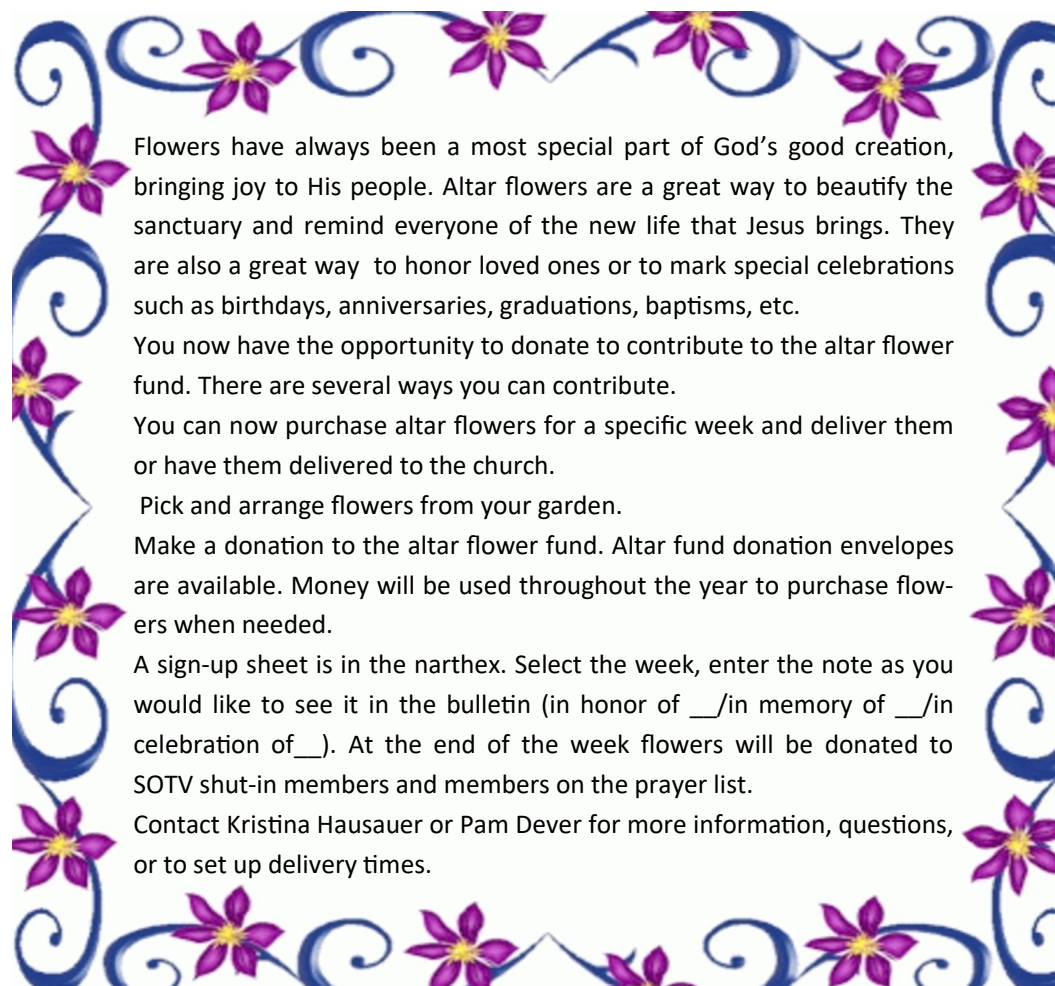 Flowers have always been a most special part of God’s good creation,
bringing joy to His people. Altar flowers are a great way to beautify the
sanctuary and remind everyone of the new life that Jesus brings. They
are also a great way  to honor loved ones or to mark special celebrations
such as birthdays, anniversaries, graduations, baptisms, etc.
You now have the opportunity to donate to contribute to the altar flower
fund. There are several ways you can contribute.
You can now purchase altar flowers for a specific week and deliver them
or have them delivered to the church.
Pick and arrange flowers from your garden.
Make a donation to the altar flower fund. Altar fund donation envelopes
are available. Money will be used throughout the year to purchase flow-
ers when needed.
A sign-up sheet is in the narthex. Select the week, enter the note as you
would like to see it in the bulletin (in honor of __/in memory of __/in
celebration of__). At the end of the week flowers will be donated to
SOTV shut-in members and members on the prayer list.
Contact Kristina Hausauer or Pam Dever for more information, questions,
or to set up delivery times.